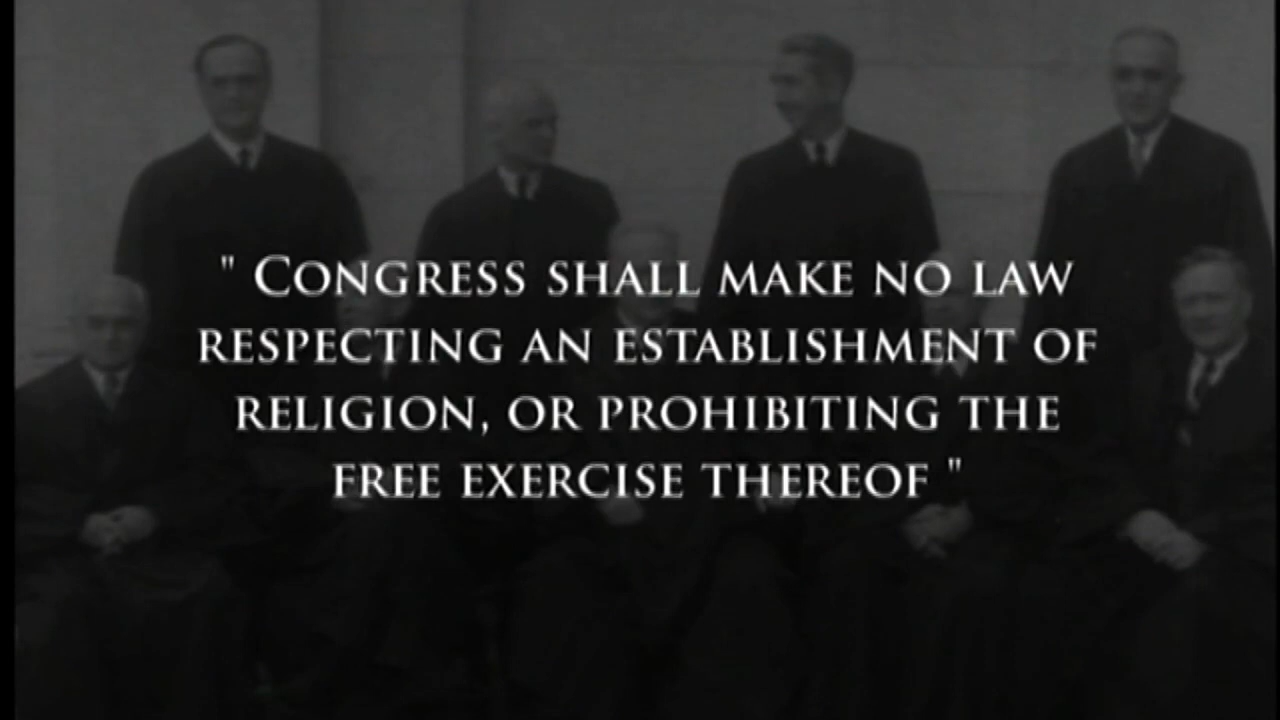 " Congress shall make no law
respecting an establishment of
religion, or prohibiting the
free exercise thereof "